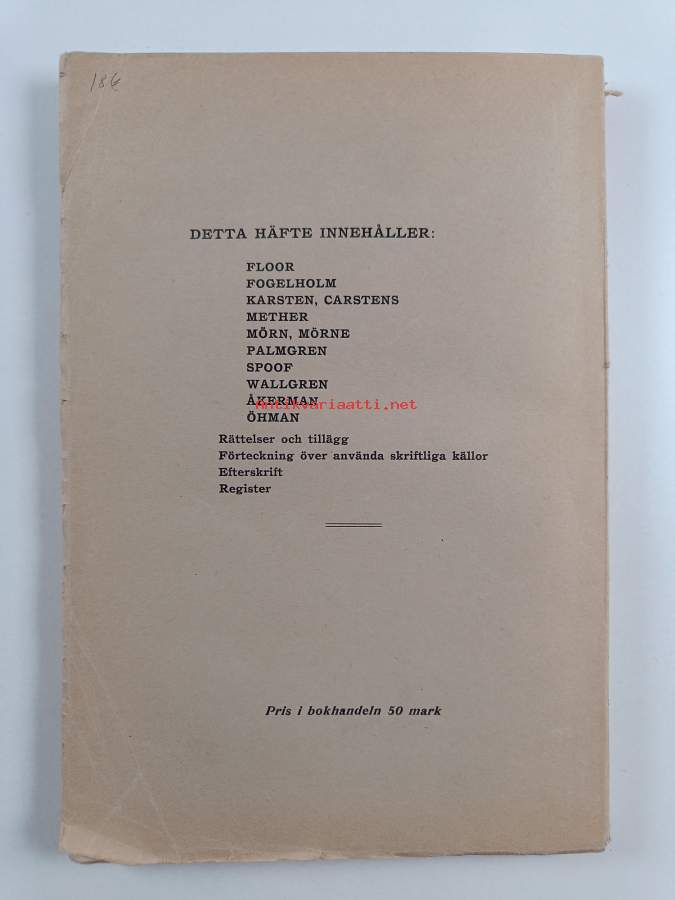 18€
DETTA HÄFTE INNEHÅLLER:
FLOOR
FOGELHOLM
KARSTEN, CARSTENS
METHER
MÖRN, MÖRNE
PALMGREN
SPOOF
WALLGREN
ÅKERMAN
Antikvariaatti.net
ÖHMAN
Rättelser och tillägg
Förteckning över använda skriftliga källor
Efterskrift
Register
Pris i bokhandeln 50 mark